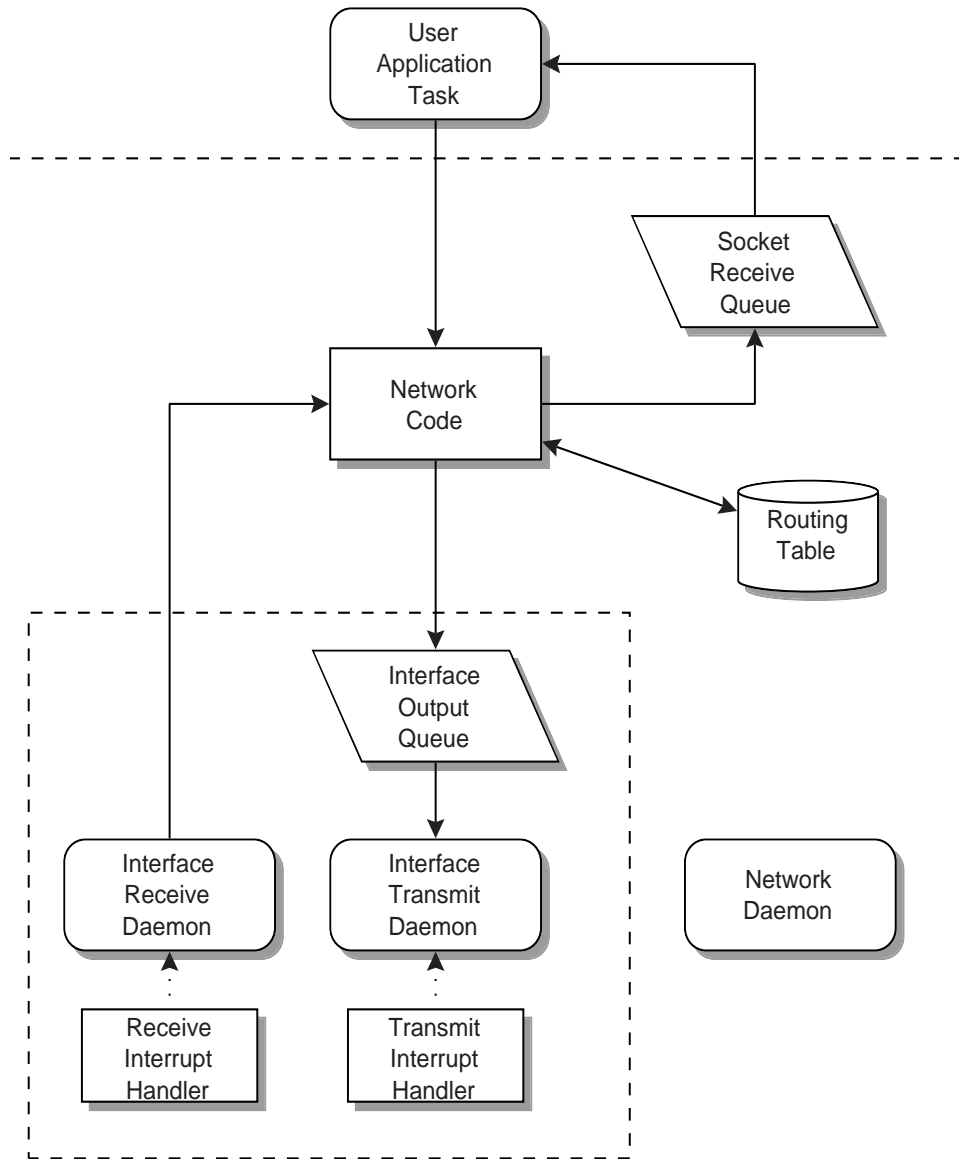 User
Application
Task
Socket
Receive
Queue
Network
Code
Routing
Table
Interface
Output
Queue
Interface
Receive
Daemon
Interface
Transmit
Daemon
Network
Daemon
Receive
Interrupt
Handler
Transmit
Interrupt
Handler